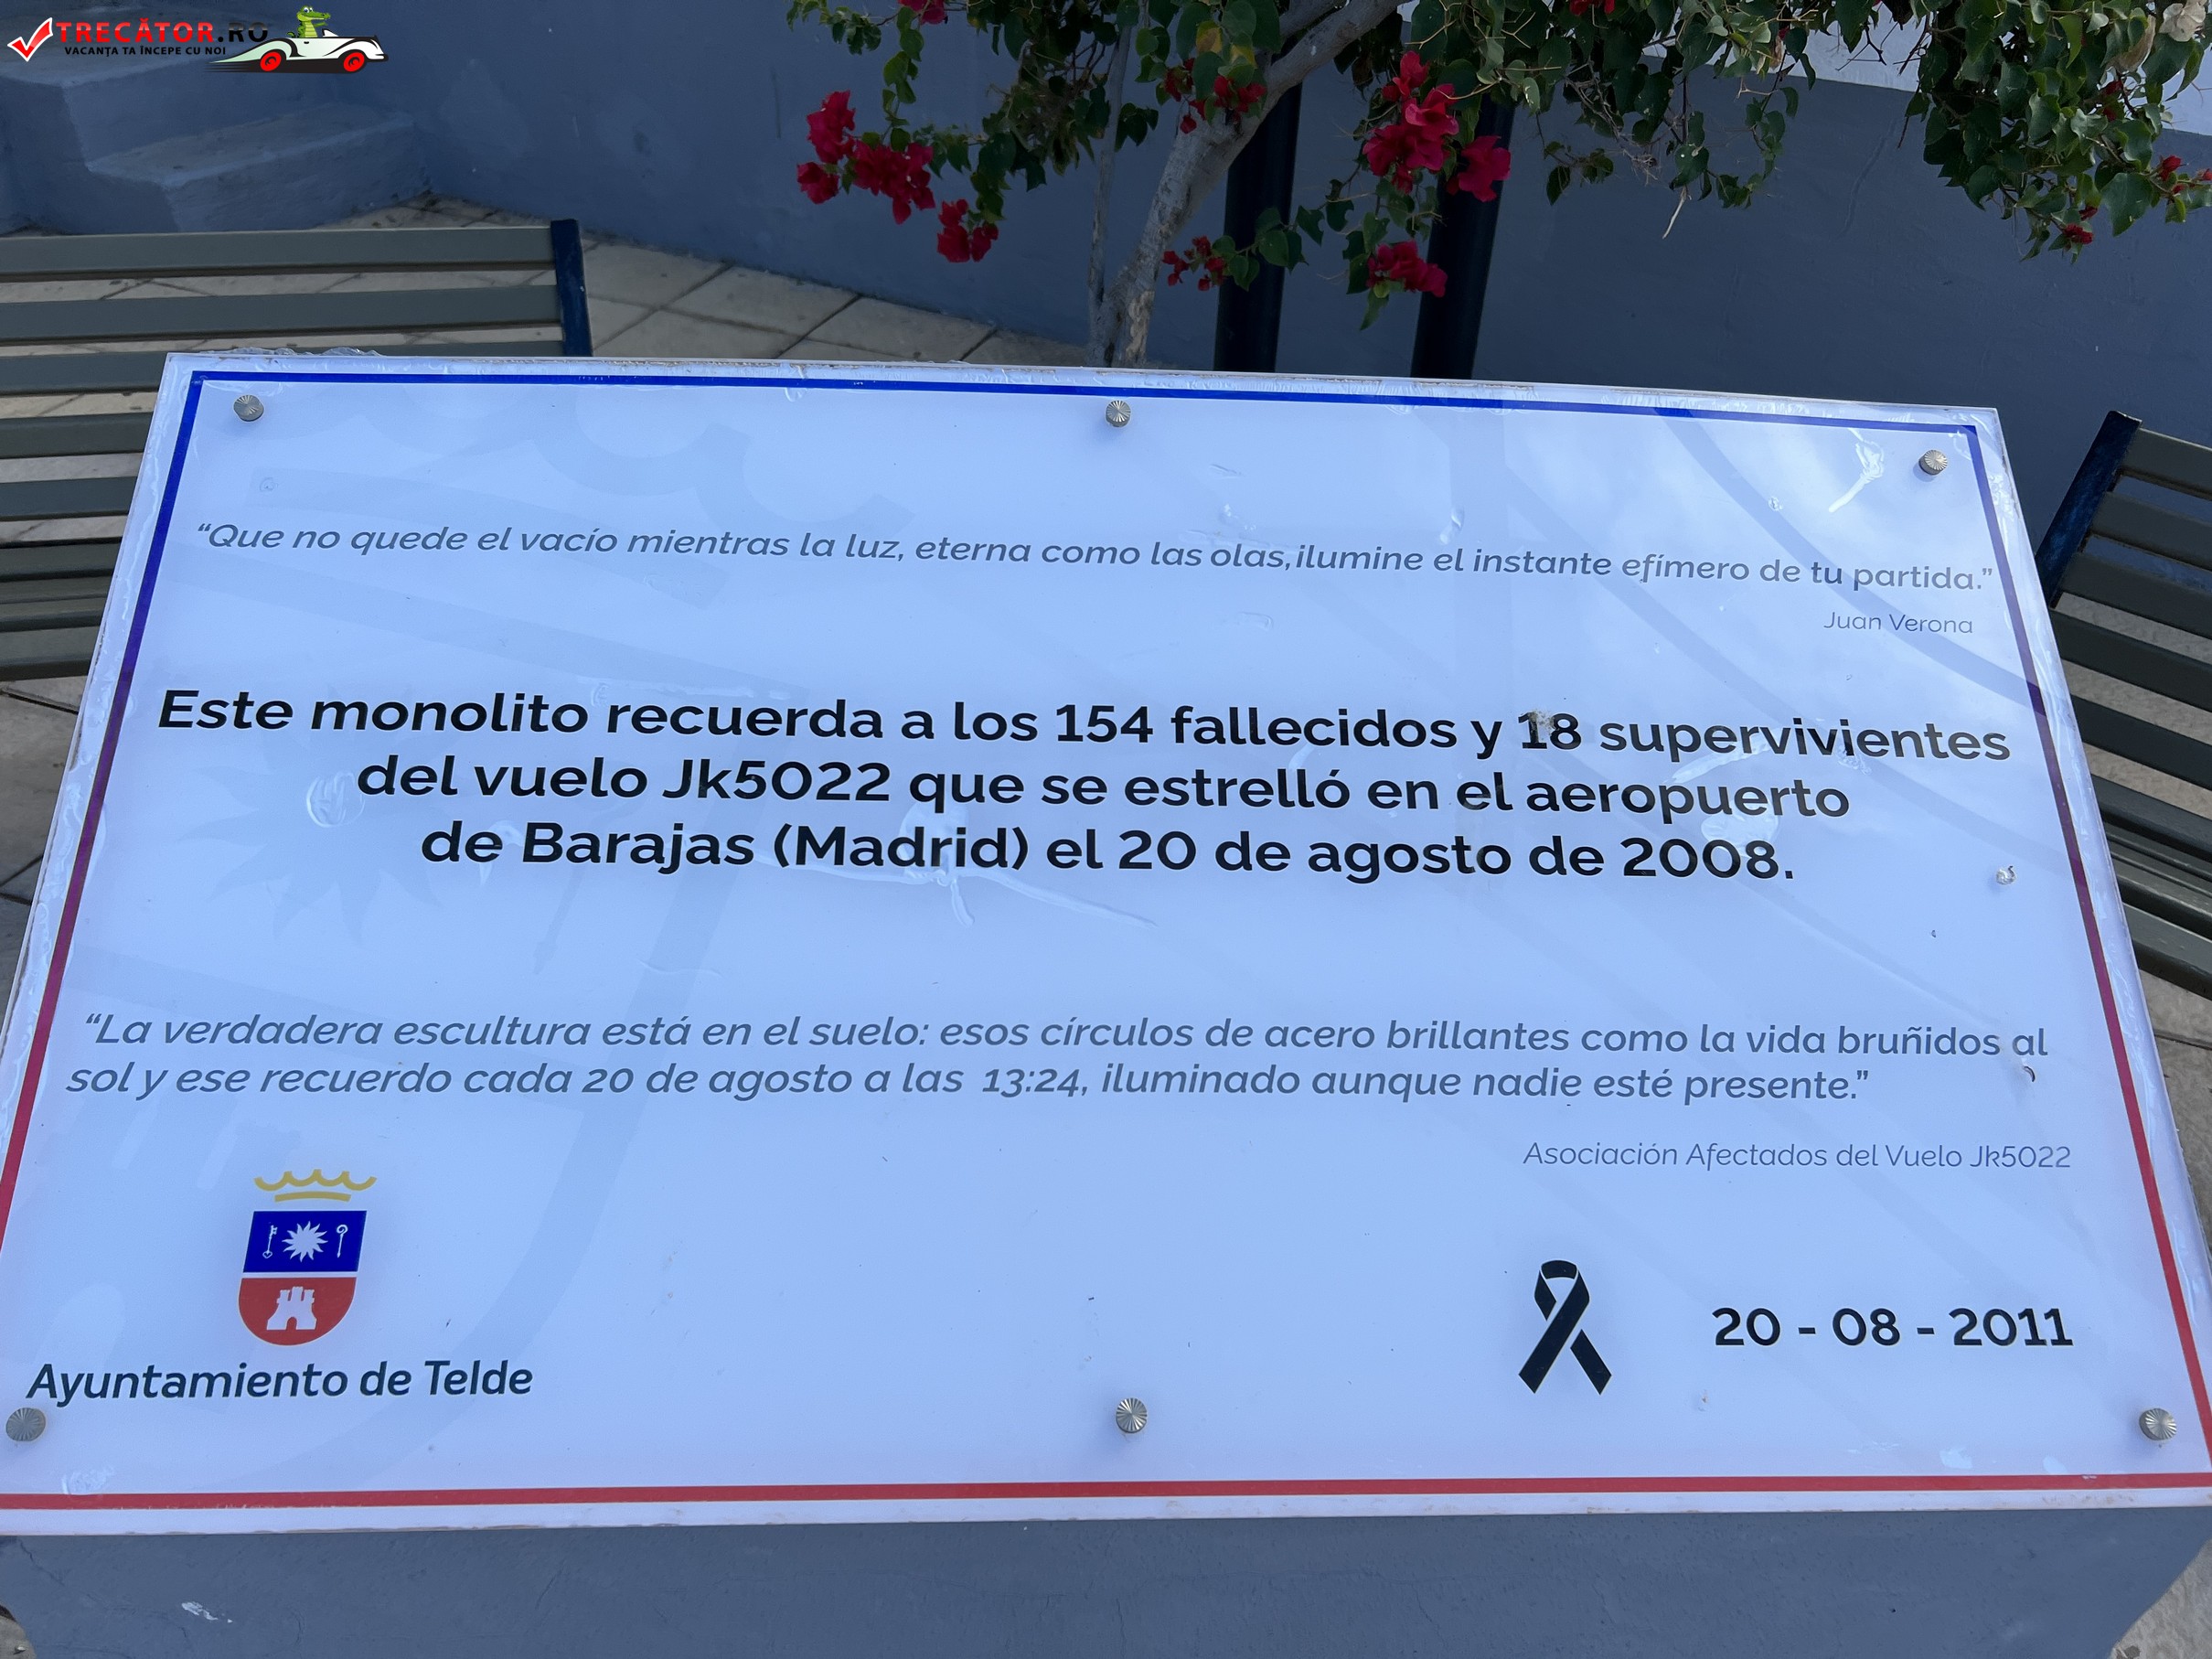 TRECĂTOR.RO
VACANȚA TA ÎNCEPE CU NOI
“Que no quede el vacío mientras la luz, eterna como las olas, ilumine el instante efímero de tu partida.”
Juan Verona
Este monolito recuerda a los 154 fallecidos y 18 supervivientes
del vuelo Jk5022 que se estrelló en el aeropuerto
de Barajas (Madrid) el 20 de agosto de 2008.
“La verdadera escultura está en el suelo: esos círculos de acero brillantes como la vida bruñidos al
sol y ese recuerdo cada 20 de agosto a las 13:24, iluminado aunque nadie esté presente.”
Asociación Afectados del Vuelo Jk5022
20 - 08 - 2011
Ayuntamiento de Telde